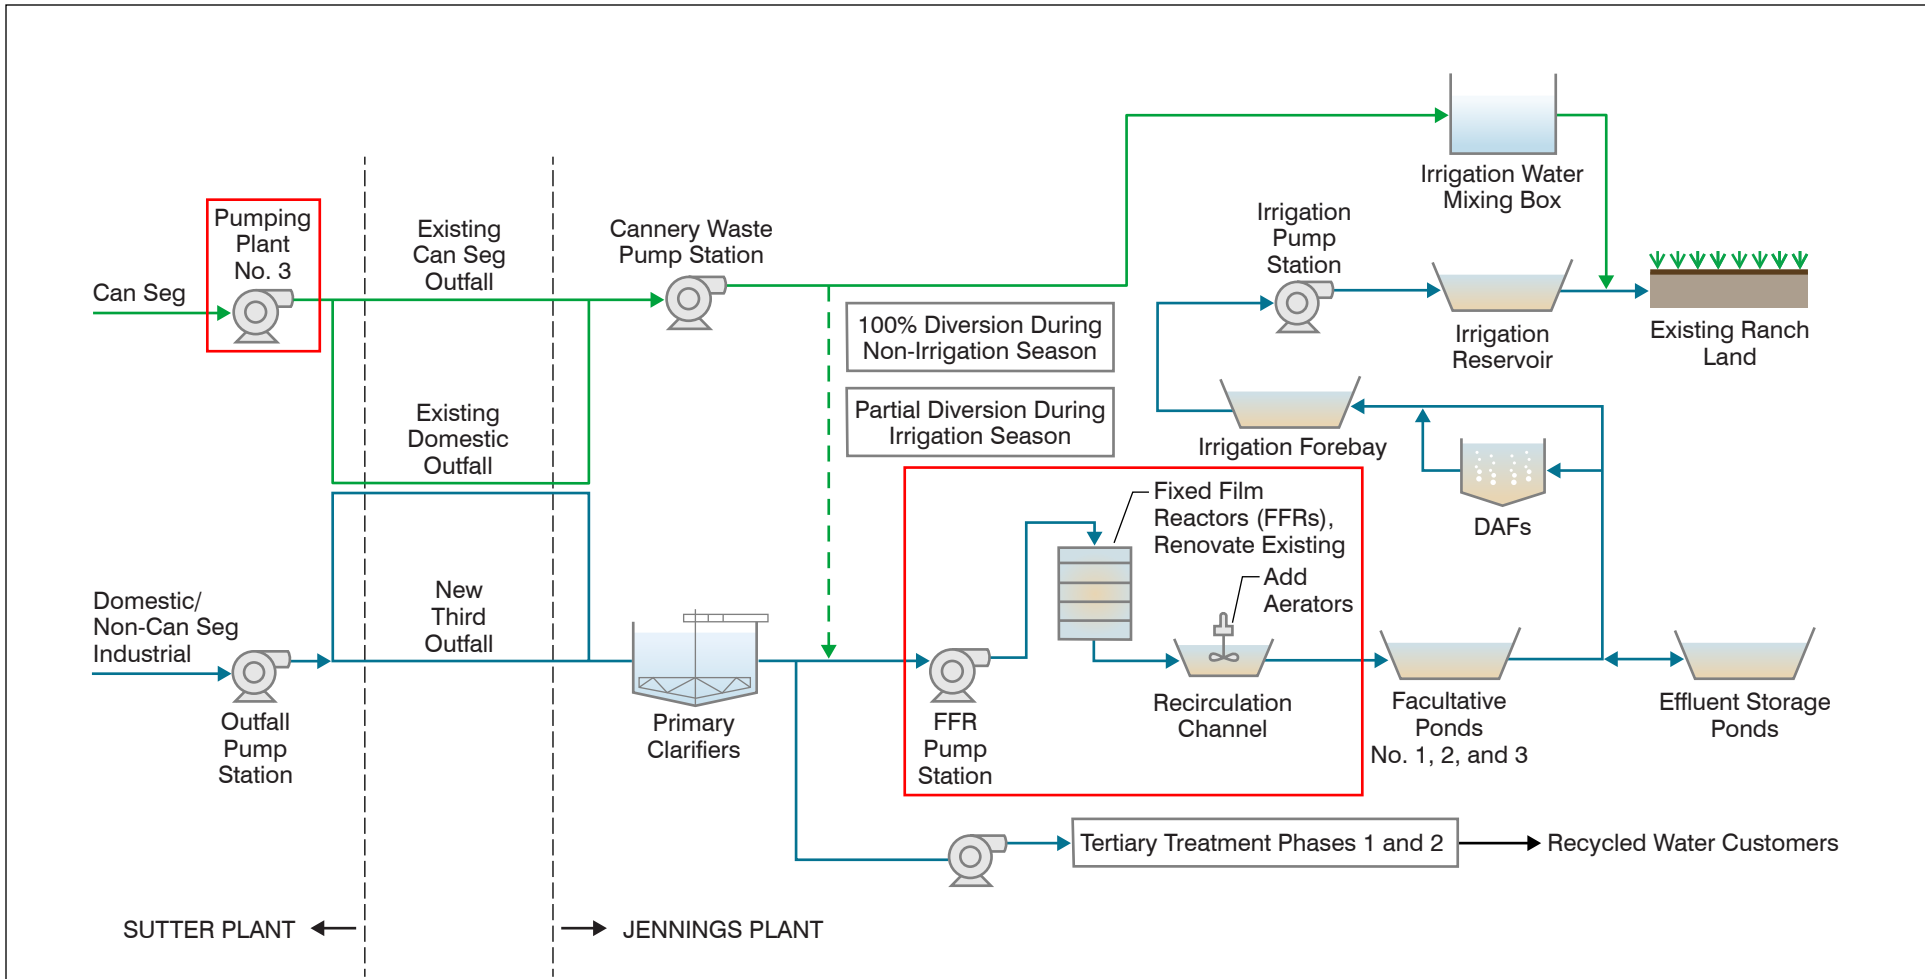 Can Seg
Pumping
Plant
No. 3
Existing
Can Seg
Outfall
Cannery Waste
Pump Station
100% Diversion During
Non-Irrigation Season
Partial Diversion During
Irrigation Season
Irrigation Water
Mixing Box
Irrigation
Pump
Station
Irrigation
Reservoir
Existing Ranch
Land
Irrigation Forebay
DAFs
Existing
Domestic
Outfall
Domestic/
Non-Can Seg
Industrial
Outfall
Pump
Station
New
Third
Outfall
Primary
Clarifiers
FFR
Pump
Station
Fixed Film
Reactors (FFRs),
Renovate Existing
Add
Aerators
Recirculation
Channel
Facultative
Ponds
No. 1, 2, and 3
Effluent Storage
Ponds
Tertiary Treatment Phases 1 and 2
Recycled Water Customers
SUTTER PLANT
JENNINGS PLANT